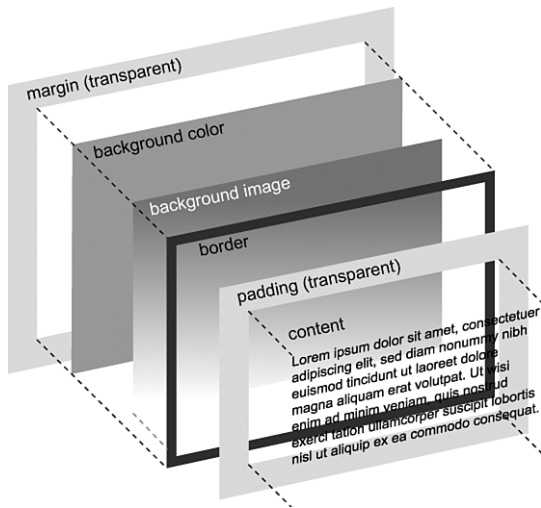 margin (transparent)
background color
background image
border
padding (transparent)
content
Lorem ipsum dolor sit amet, consectetuer
adipiscing elit, sed diam nonummy nibh
euismod tincidunt ut laoreet dolore
magna aliquam erat volutpat. Ut wisi
enim ad minim veniam, quis nostrud
exerci tation ullamcorper suscipit lobortis
nisl ut aliquip ex ea commodo consequat.